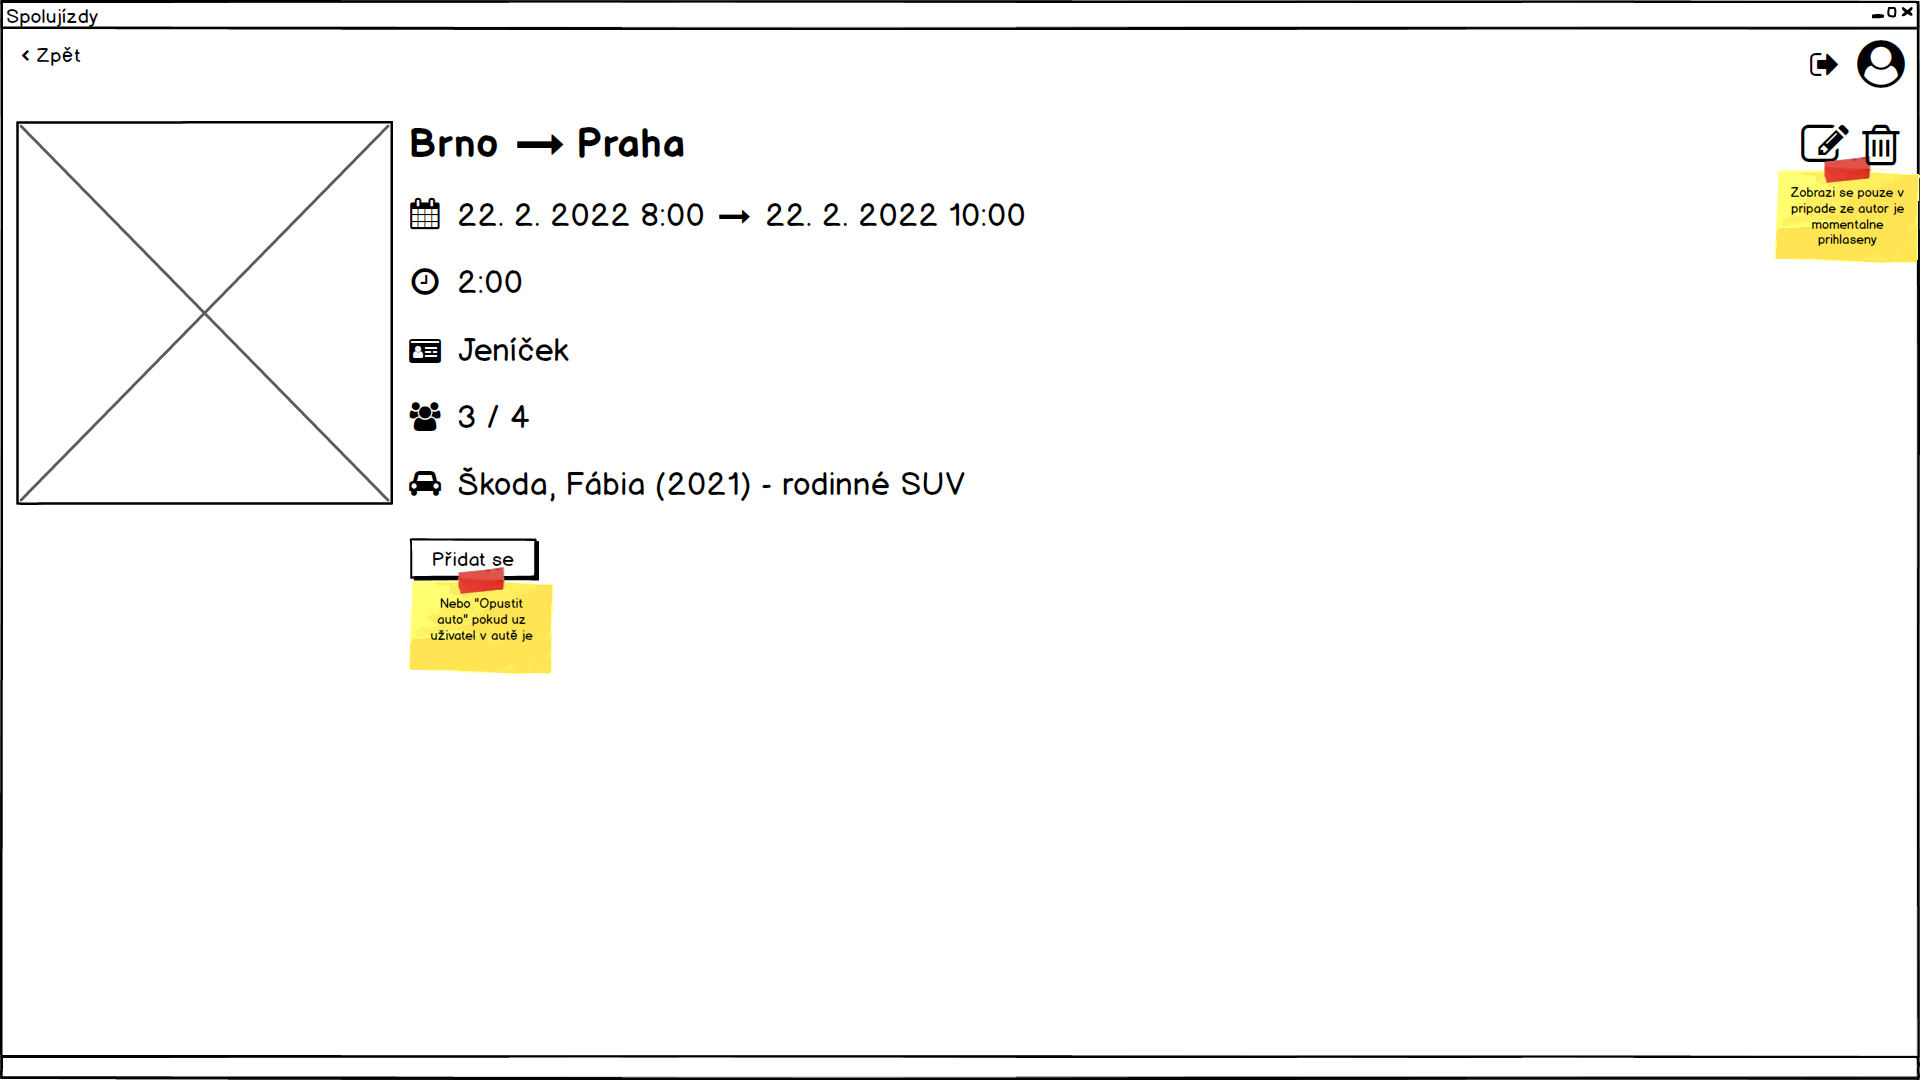 Spolujízdy
Zpět
Brno → Praha
22. 2. 2022 8:00 → 22. 2. 2022 10:00
2:00
Jeníček
3 / 4
Škoda, Fábia (2021) - rodinné SUV
Přidat se
Nebo "Opustit
auto" pokud uz
uživatel v autě je
Zobrazi se pouze v
pripade ze autor je
momentalne
prihlaseny